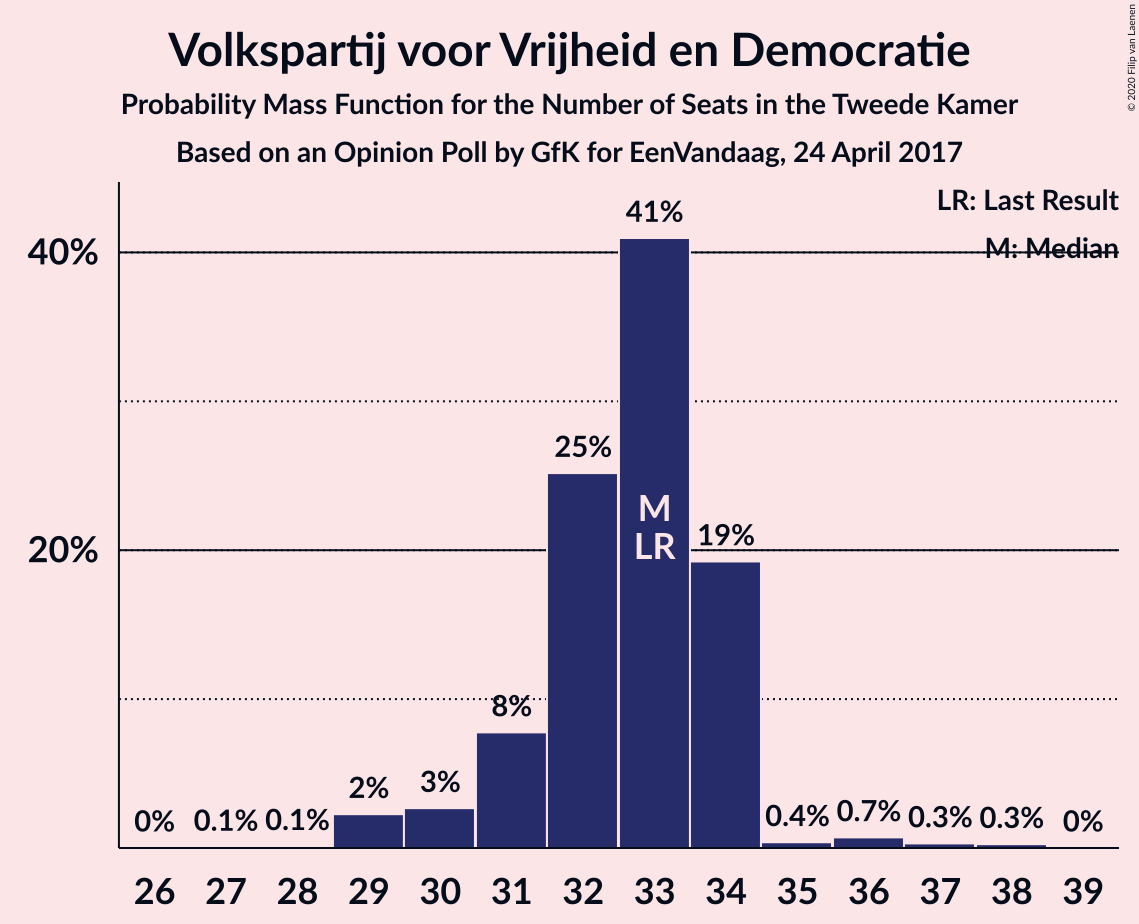 Volkspartij voor Vrijheid en Democratie
Probability Mass Function for the Number of Seats in the Tweede Kamer
Based on an Opinion Poll by GfK for EenVandaag, 24 April 2017
© 2020 Filip van Laenen
LR: Last Result
M: Median
40%
20%
0%
0.1%
0.1%
2%
3%
8%
25%
41%
M
LR
19%
0.4%
0.7%
0.3%
0.3%
0%
26 27 28 29 30 31 32 33 34 35 36 37 38 39